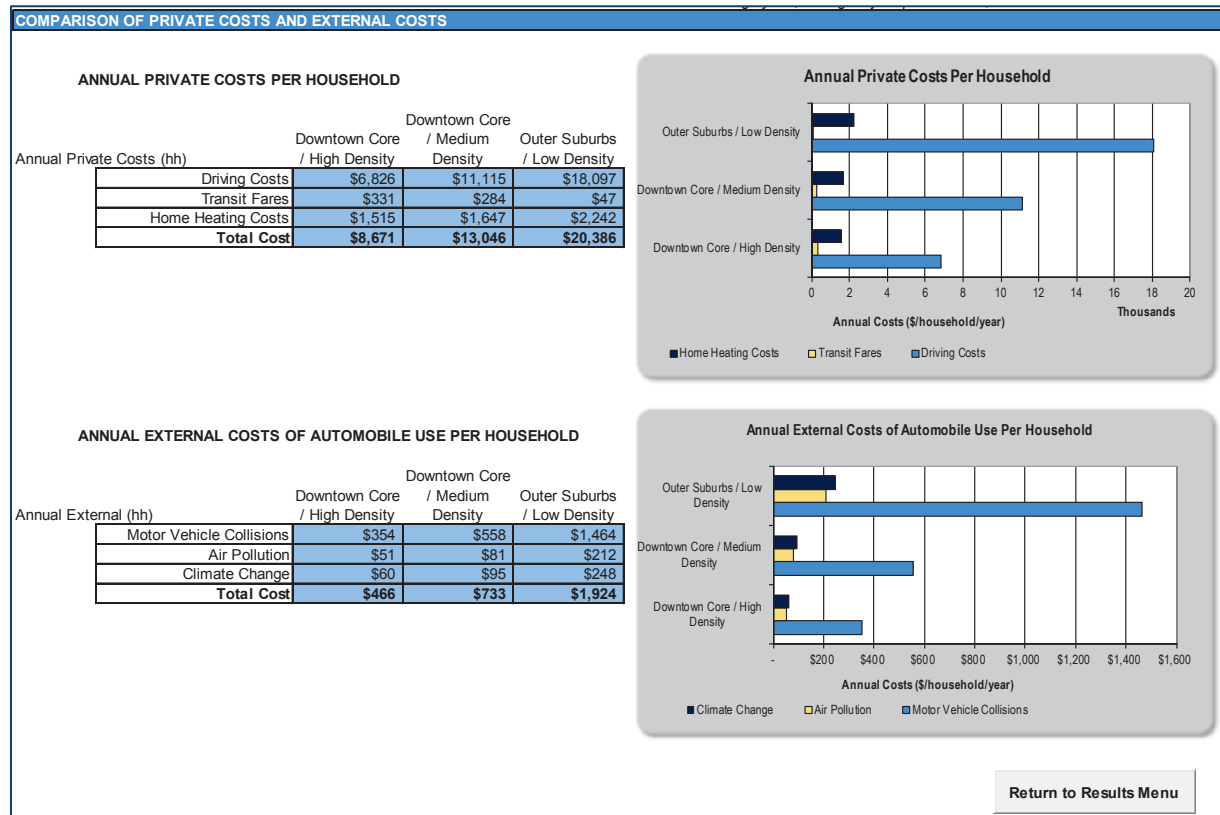 COMPARISON OF PRIVATE COSTS AND EXTERNAL COSTS
ANNUAL PRIVATE COSTS PER HOUSEHOLD
Downtown Core
Downtown Core / Medium Outer Suburbs
Annual Private Costs (hh) / High Density Density / Low Density
Driving Costs $6,826 $11,115 $18,097
Transit Fares $331 $284 $47
Home Heating Costs $1,515 $1,647 $2,242
Total Cost $8,671 $13,046 $20,386
Annual Private Costs Per Household
Outer Suburbs / Low Density
Downtown Core / Medium Density
Downtown Core / High Density
0 2 4 6 8 10 12 14 16 18 20
Thousands
Annual Costs ($/household/year)
Home Heating Costs Transit Fares Driving Costs
ANNUAL EXTERNAL COSTS OF AUTOMOBILE USE PER HOUSEHOLD
Downtown Core
Downtown Core / Medium Outer Suburbs
Annual External (hh) / High Density Density / Low Density
Motor Vehicle Collisions $354 $558 $1,464
Air Pollution $51 $81 $212
Climate Change $60 $95 $248
Total Cost $466 $733 $1,924
Annual External Costs of Automobile Use Per Household
Outer Suburbs / Low
Density
Downtown Core / Medium
Density
Downtown Core / High
Density
- $200 $400 $600 $800 $1,000 $1,200 $1,400 $1,600
Annual Costs ($/household/year)
Climate Change Air Pollution Motor Vehicle Collisions
Return to Results Menu